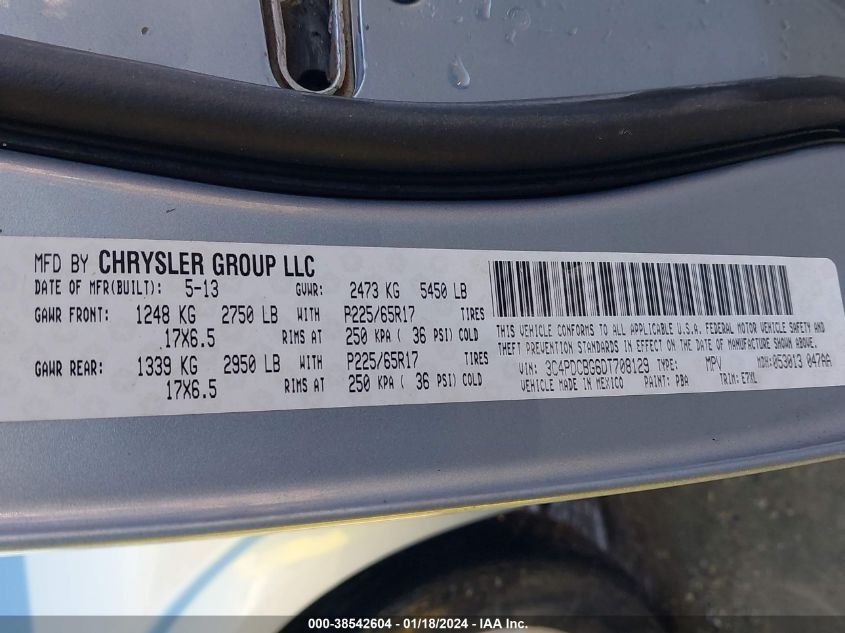 MFD BY CHRYSLER GROUP LLC
DATE OF MFR(BUILT): 5-13 GVWR: 2473 KG 5450 LB
GAWR FRONT: 1248 KG 2750 LB WITH P225/65R17 TIRES
17X6.5 RIMS AT 250 KPA ( 36 PSI) COLD
GAWR REAR: 1339 KG 2950 LB WITH P225/65R17 TIRES
17X6.5 RIMS AT 250 KPA ( 36 PSI) COLD
THIS VEHICLE CONFORMS TO ALL APPLICABLE U.S.A. FEDERAL MOTOR VEHICLE SAFETY AND
THEFT PREVENTION STANDARDS IN EFFECT ON THE DATE OF MANUFACTURE SHOWN ABOVE.
VIN: 3C4PDCBG6DT708129 TYPE: MPV MDH: 053013 047AA
VEHICLE MADE IN MEXICO PAINT: PBA TRIM: E7XL
000-38542604 - 01/18/2024 - IAA Inc.